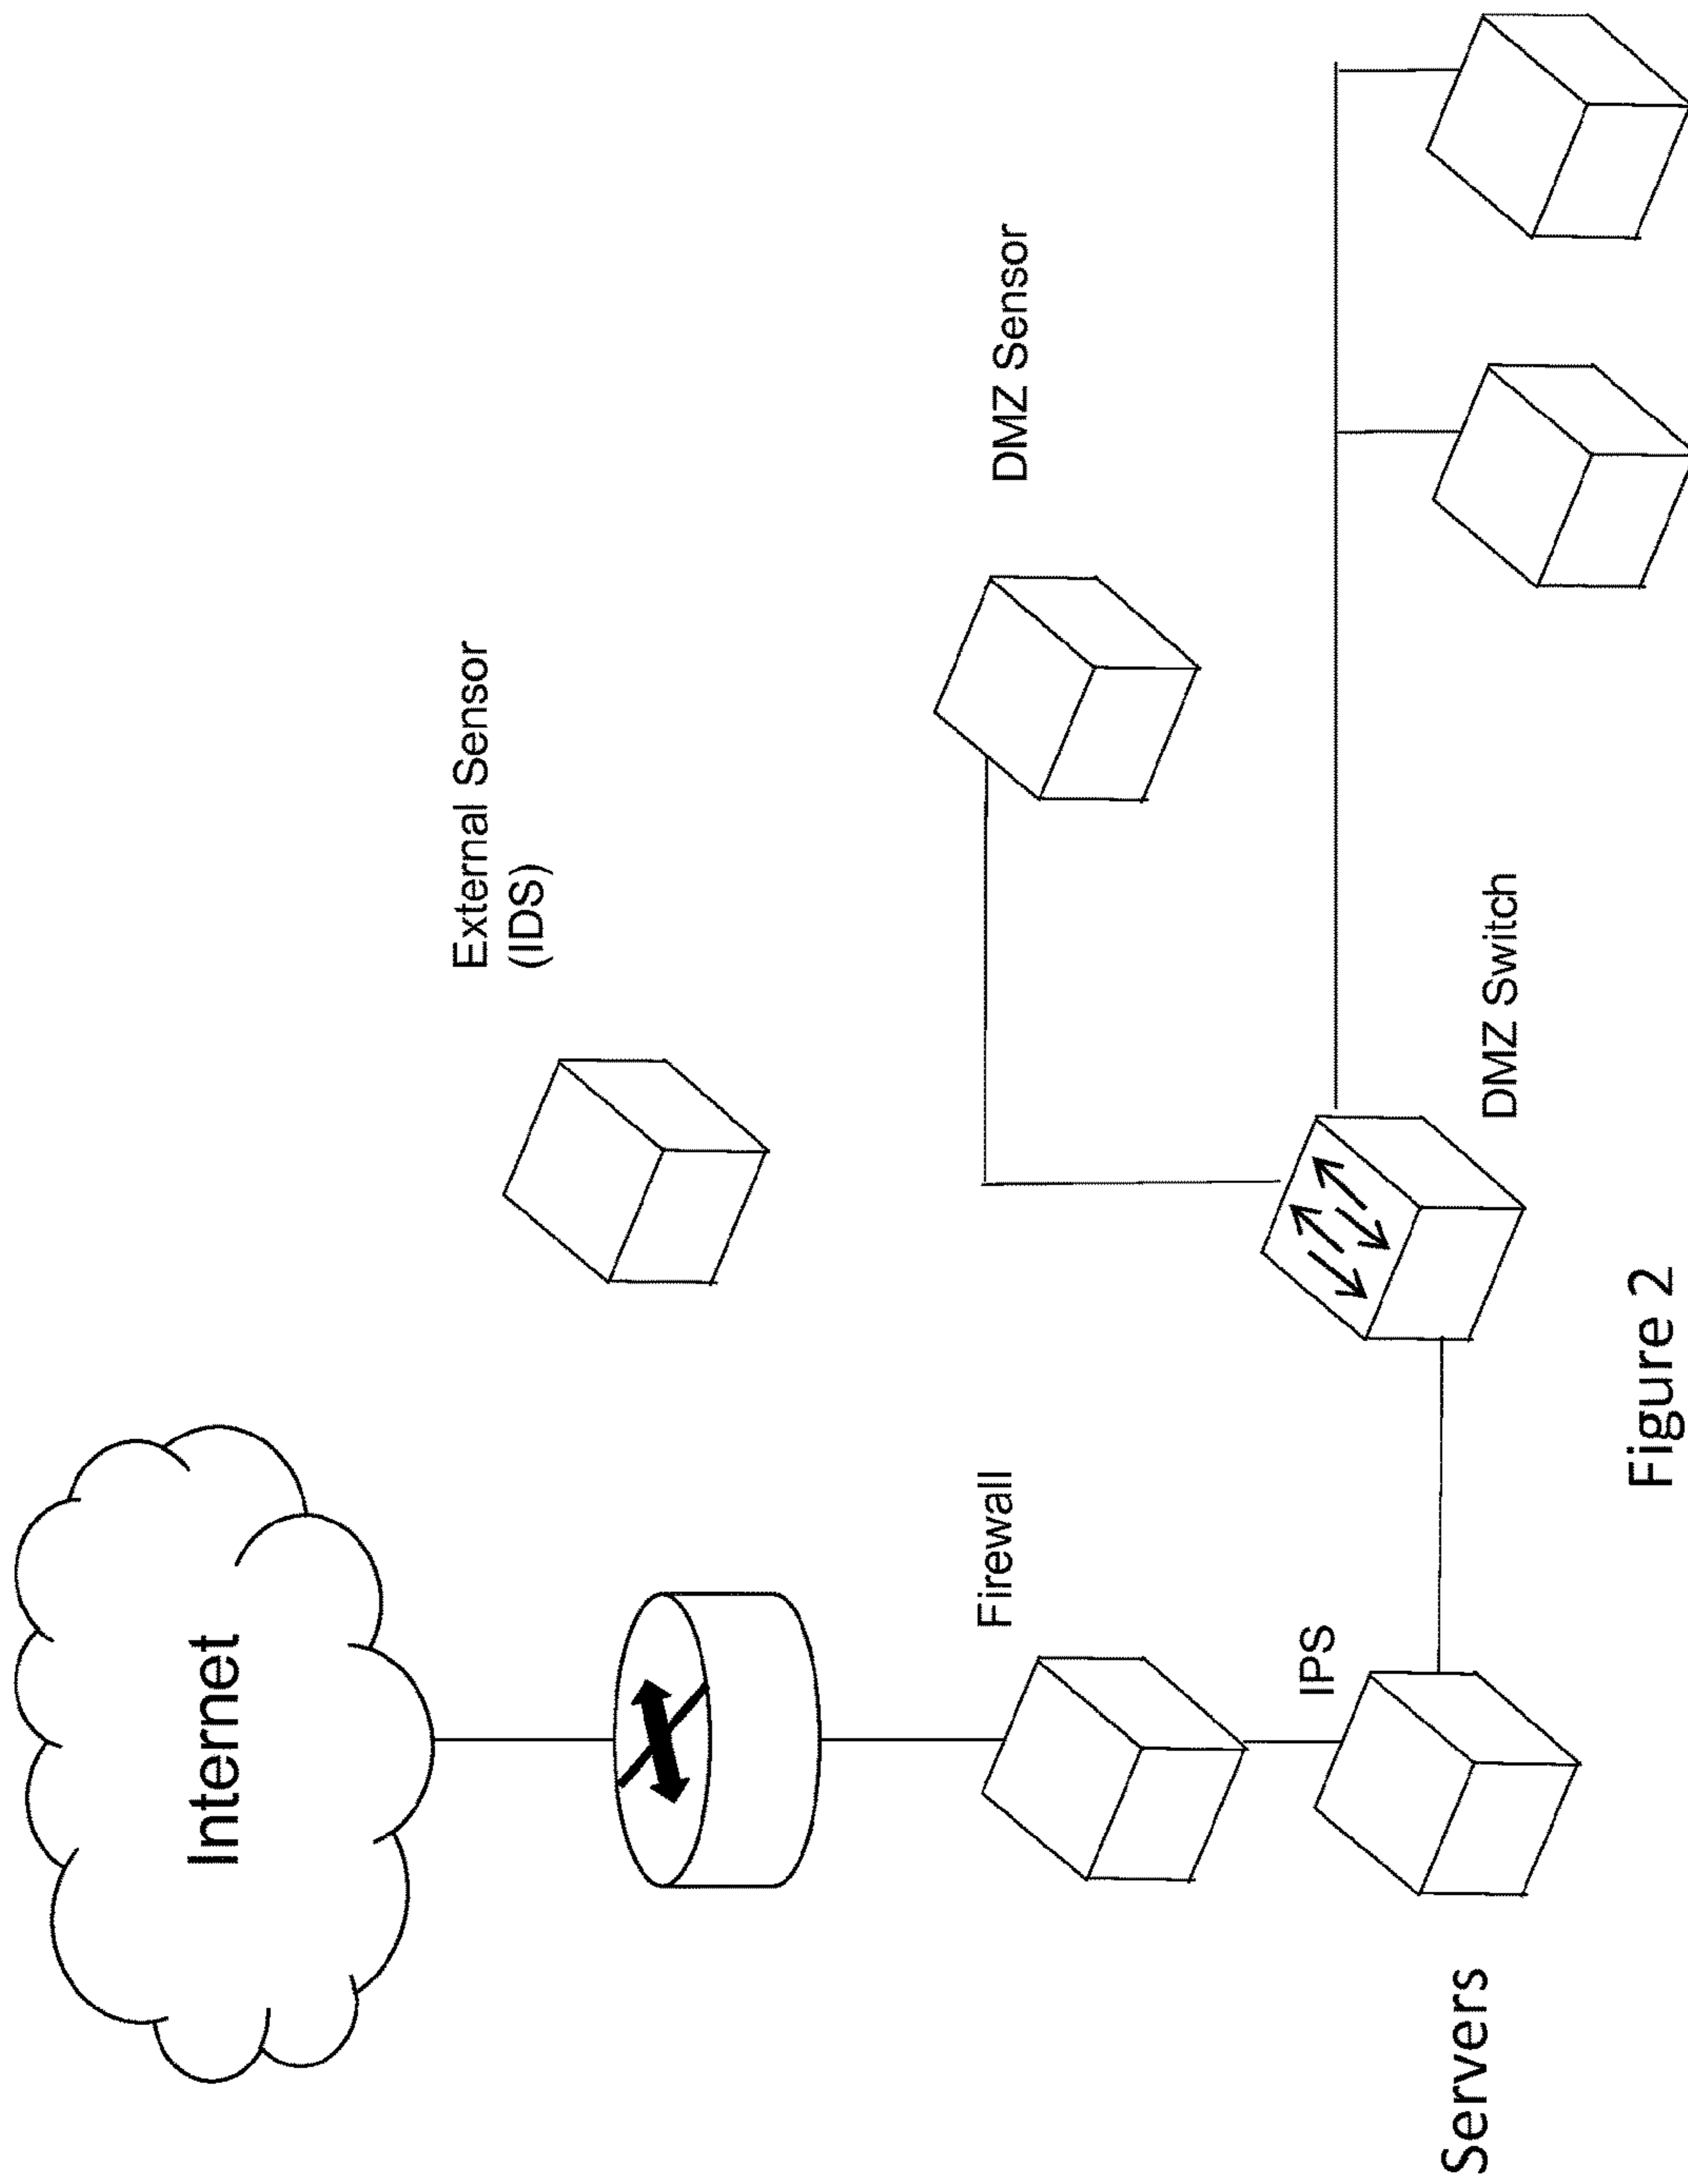 Internet
External Sensor
(IDS)
Firewall
DMZ Sensor
IPS
Servers
DMZ Switch
Figure 2